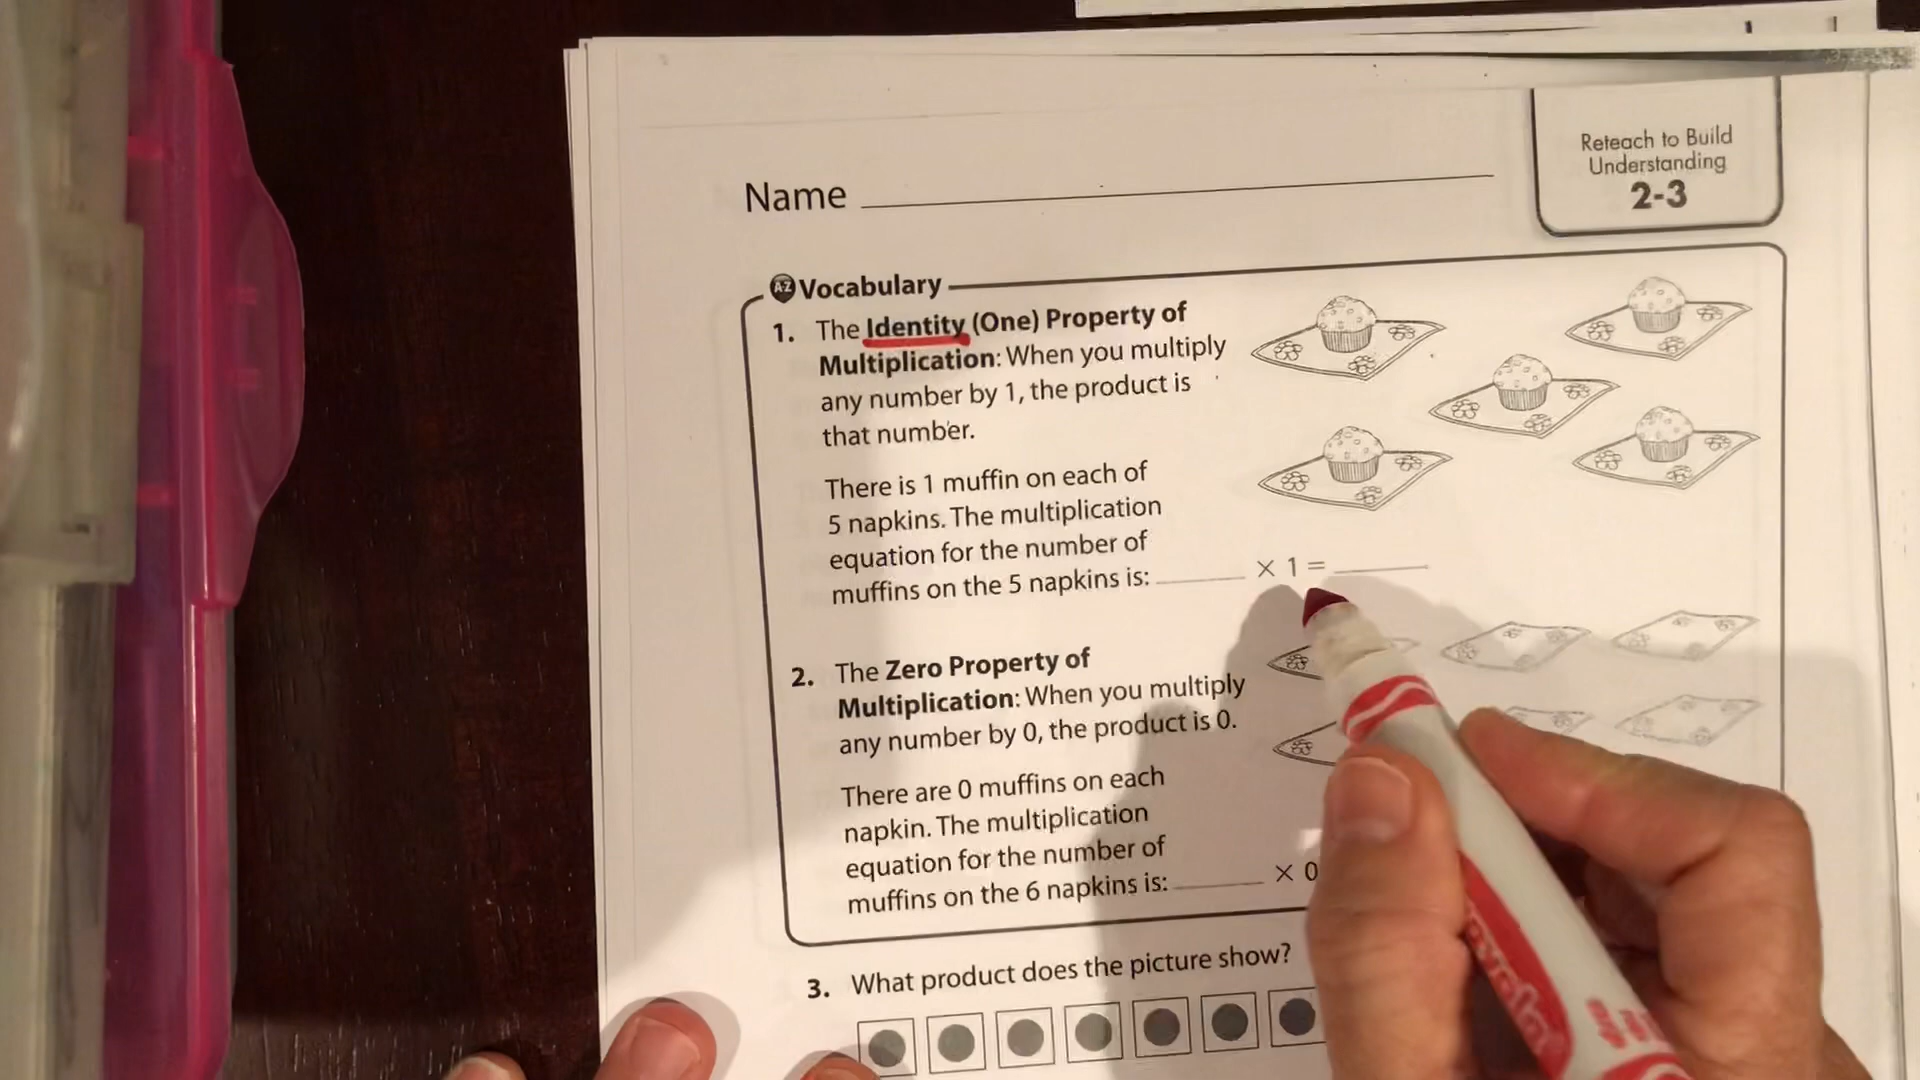 Reteach to Build
Understanding
2-3
Name
A-Z Vocabulary
1. The Identity (One) Property of
Multiplication: When you multiply
any number by 1, the product is
that number.
There is 1 muffin on each of
5 napkins. The multiplication
equation for the number of
muffins on the 5 napkins is: ______ × 1 = ______
2. The Zero Property of
Multiplication: When you multiply
any number by 0, the product is 0.
There are 0 muffins on each
napkin. The multiplication
equation for the number of
muffins on the 6 napkins is: ______ × 0
3. What product does the picture show?